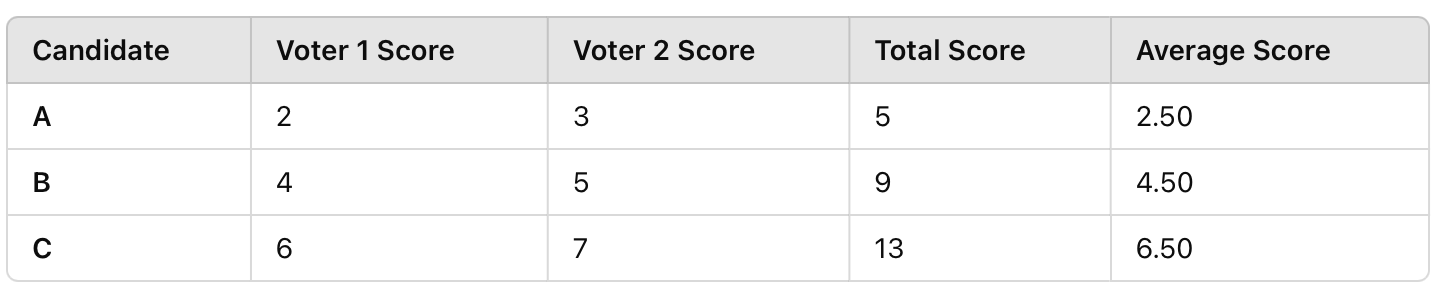 Candidate Voter 1 Score Voter 2 Score Total Score Average Score
A 2 3 5 2.50
B 4 5 9 4.50
C 6 7 13 6.50